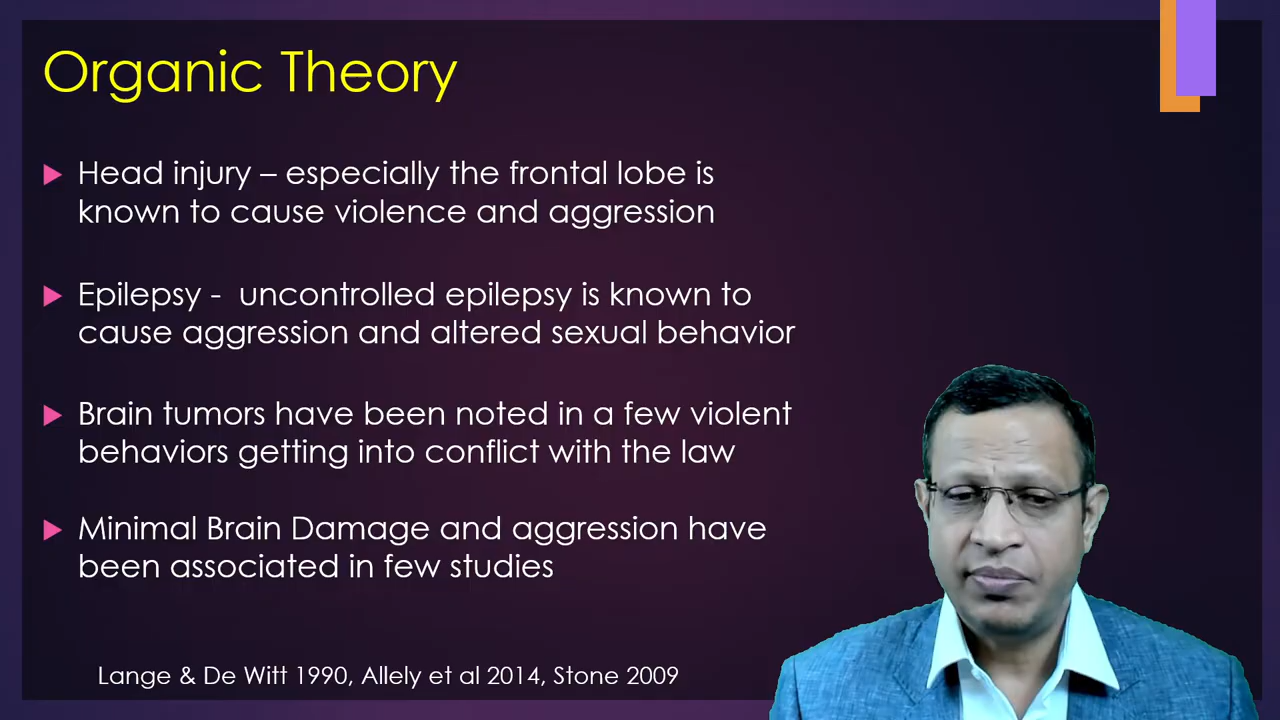 Organic Theory
Head injury – especially the frontal lobe is
known to cause violence and aggression
Epilepsy - uncontrolled epilepsy is known to
cause aggression and altered sexual behavior
Brain tumors have been noted in a few violent
behaviors getting into conflict with the law
Minimal Brain Damage and aggression have
been associated in few studies
Lange & De Witt 1990, Allely et al 2014, Stone 2009